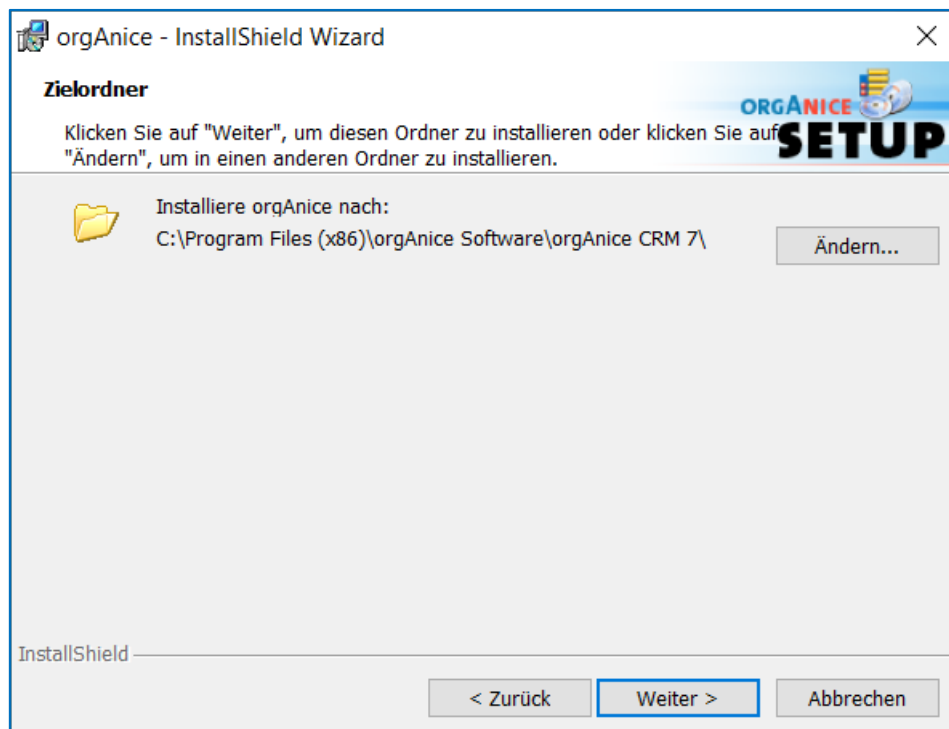 orgAnice - InstallShield Wizard
Zielordner
ORGANICE
SETUP
Klicken Sie auf "Weiter", um diesen Ordner zu installieren oder klicken Sie auf
"Ändern", um in einen anderen Ordner zu installieren.
Installiere orgAnice nach:
C:\Program Files (x86)\orgAnice Software\orgAnice CRM 7\
Ändern...
InstallShield
< Zurück
Weiter >
Abbrechen